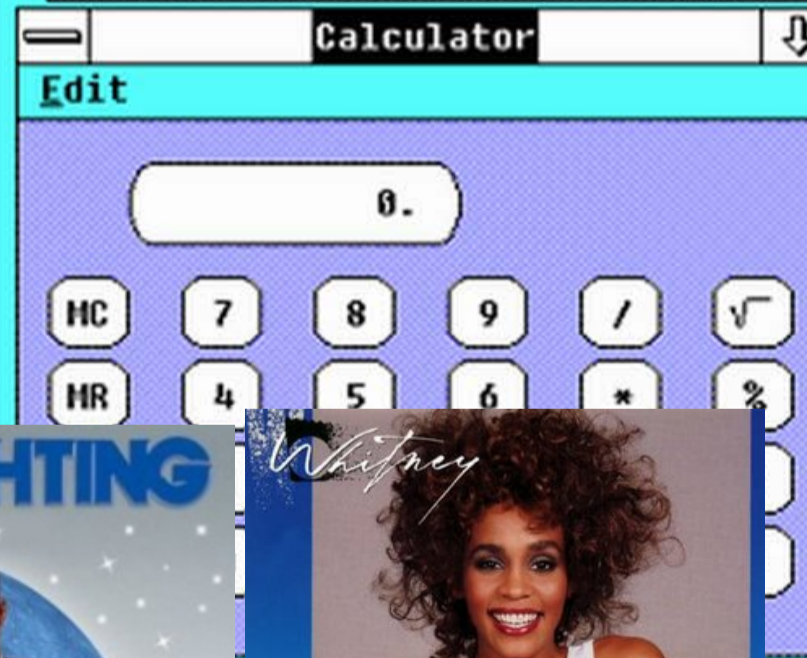 Calculator
Edit
0.
MC 7 8 9 / √
MR 4 5 6 * %
HTING
Whitney